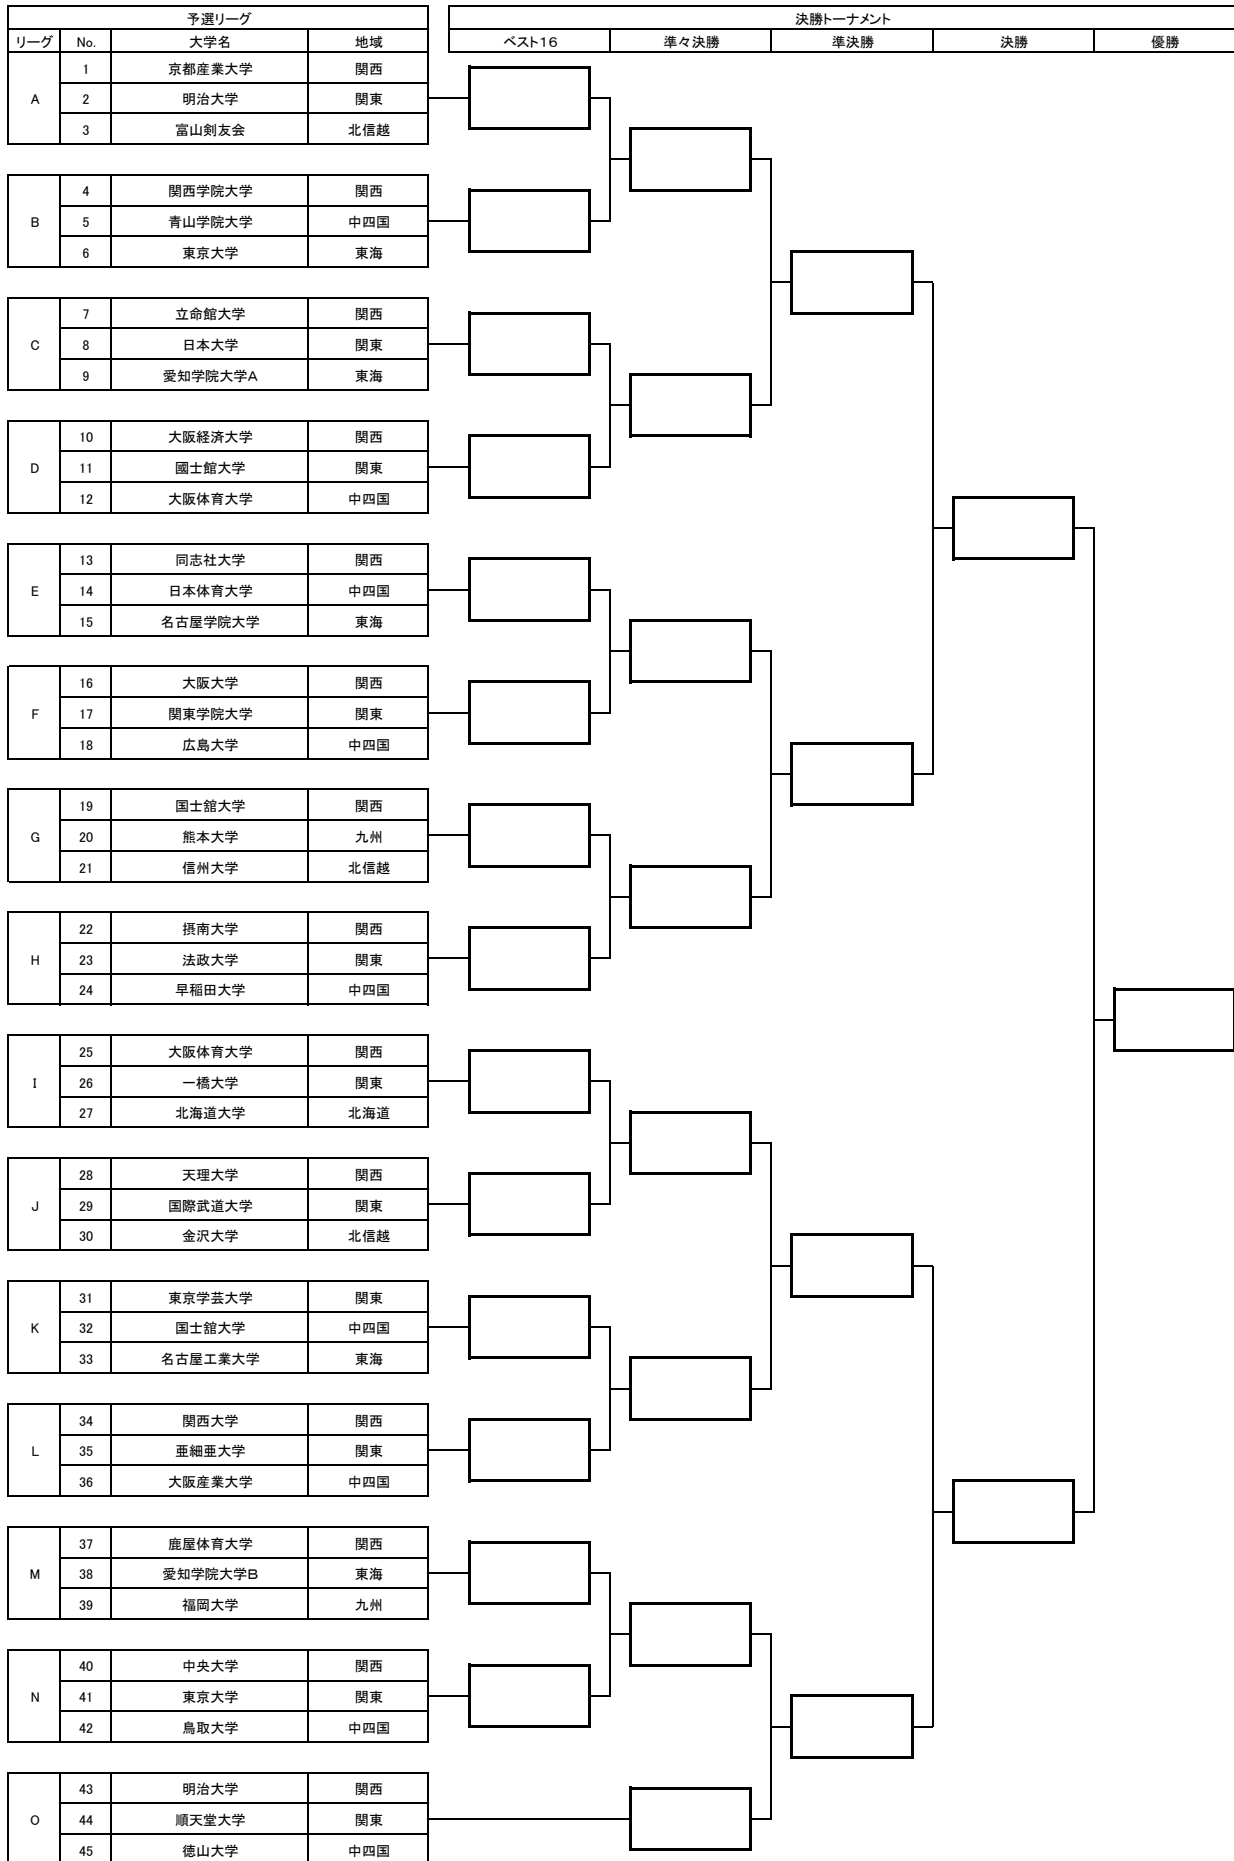 予選リーグ 決勝トーナメント
リーグ No. 大学名 地域 ベスト16 準々決勝 準決勝 決勝 優勝
1 京都産業大学 関西
A 2 明治大学 関東
3 富山剣友会 北信越
4 関西学院大学 関西
B 5 青山学院大学 中四国
6 東京大学 東海
7 立命館大学 関西
C 8 日本大学 関東
9 愛知学院大学A 東海
10 大阪経済大学 関西
D 11 國士館大学 関東
12 大阪体育大学 中四国
13 同志社大学 関西
E 14 日本体育大学 中四国
15 名古屋学院大学 東海
16 大阪大学 関西
F 17 関東学院大学 関東
18 広島大学 中四国
19 国士舘大学 関西
G 20 熊本大学 九州
21 信州大学 北信越
22 摂南大学 関西
H 23 法政大学 関東
24 早稲田大学 中四国
25 大阪体育大学 関西
I 26 一橋大学 関東
27 北海道大学 北海道
28 天理大学 関西
J 29 国際武道大学 関東
30 金沢大学 北信越
31 東京学芸大学 関東
K 32 国士舘大学 中四国
33 名古屋工業大学 東海
34 関西大学 関西
L 35 亜細亜大学 関東
36 大阪産業大学 中四国
37 鹿屋体育大学 関西
M 38 愛知学院大学B 東海
39 福岡大学 九州
40 中央大学 関西
N 41 東京大学 関東
42 鳥取大学 中四国
43 明治大学 関西
O 44 順天堂大学 関東
45 徳山大学 中四国